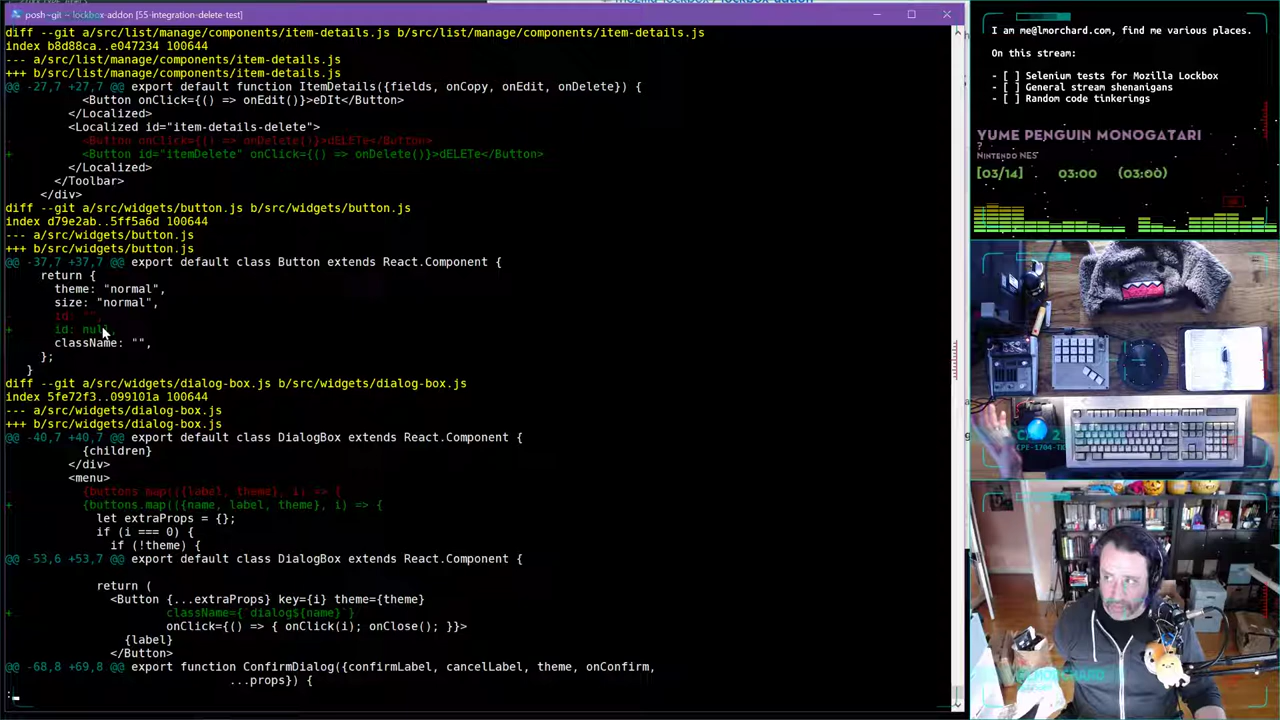 posh~git ~ lockbox-addon [55-integration-delete-test]
diff --git a/src/list/manage/components/item-details.js b/src/list/manage/components/item-details.js
index b8d88ca..e047234 100644
--- a/src/list/manage/components/item-details.js
+++ b/src/list/manage/components/item-details.js
@@ -27,7 +27,7 @@ export default function ItemDetails({fields, onCopy, onEdit, onDelete}) {
<Button onClick={() => onEdit()}>eDIt</Button>
</Localized>
<Localized id="item-details-delete">
- <Button onClick={() => onDelete()}>dELETe</Button>
+ <Button id="itemDelete" onClick={() => onDelete()}>dELETe</Button>
</Localized>
</Toolbar>
</div>
diff --git a/src/widgets/button.js b/src/widgets/button.js
index d79e2ab..5ff5a6d 100644
--- a/src/widgets/button.js
+++ b/src/widgets/button.js
@@ -37,7 +37,7 @@ export default class Button extends React.Component {
return {
theme: "normal",
size: "normal",
- id: "",
+ id: null,
className: "",
};
}
diff --git a/src/widgets/dialog-box.js b/src/widgets/dialog-box.js
index 5fe72f3..099101a 100644
--- a/src/widgets/dialog-box.js
+++ b/src/widgets/dialog-box.js
@@ -40,7 +40,7 @@ export default class DialogBox extends React.Component {
{children}
</div>
<menu>
- {buttons.map(({label, theme}, i) => {
+ {buttons.map(({name, label, theme}, i) => {
let extraProps = {};
if (i === 0) {
if (!theme) {
@@ -53,6 +53,7 @@ export default class DialogBox extends React.Component {
return (
<Button {...extraProps} key={i} theme={theme}
+ className={`dialog${name}`}
onClick={() => { onClick(i); onClose(); }}>
{label}
</Button>
@@ -68,8 +69,8 @@ export function ConfirmDialog({confirmLabel, cancelLabel, theme, onConfirm,
...props}) {
:
I am me@lmorchard.com, find me various places.
On this stream:
- [ ] Selenium tests for Mozilla Lockbox
- [ ] General stream shenanigans
- [ ] Random code tinkerings
YUME PENGUIN MONOGATARI
?
NINTENDO NES
[03/14] 03:00 (03:00)